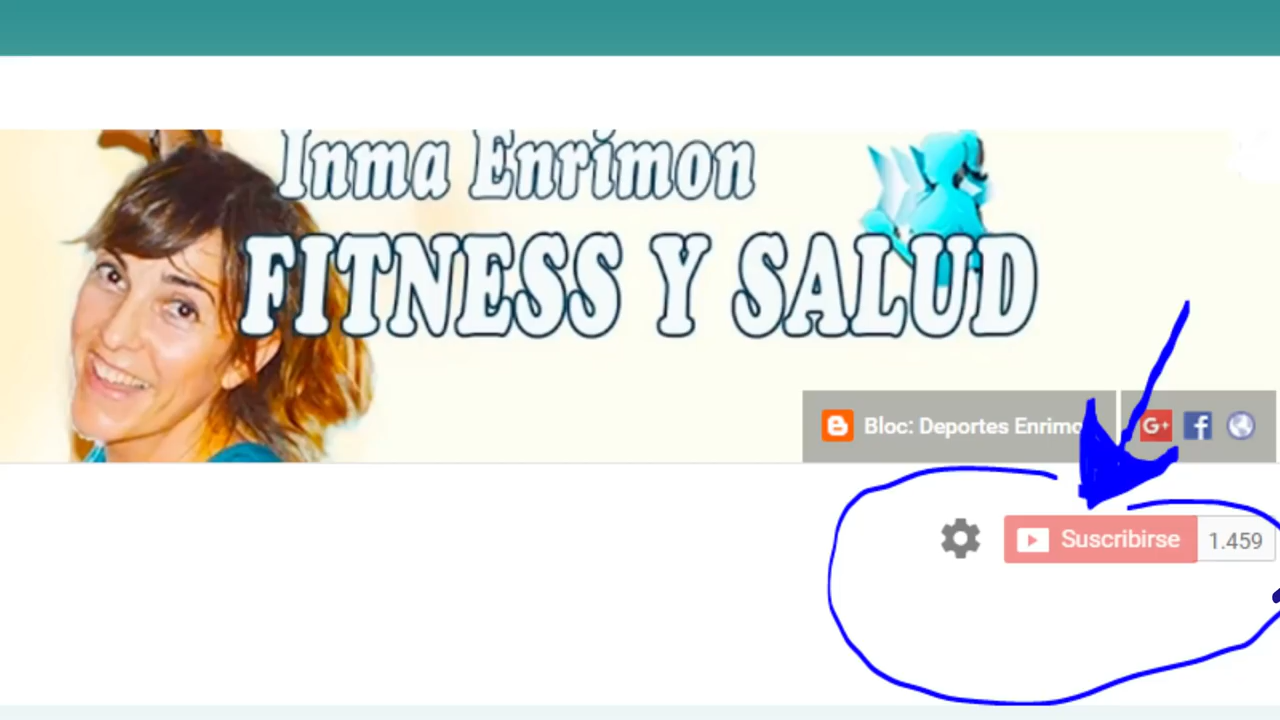 Inma Enrimon
FITNESS Y SALUD
Bloc: Deportes Enrimo
G+
Suscribirse 1.459